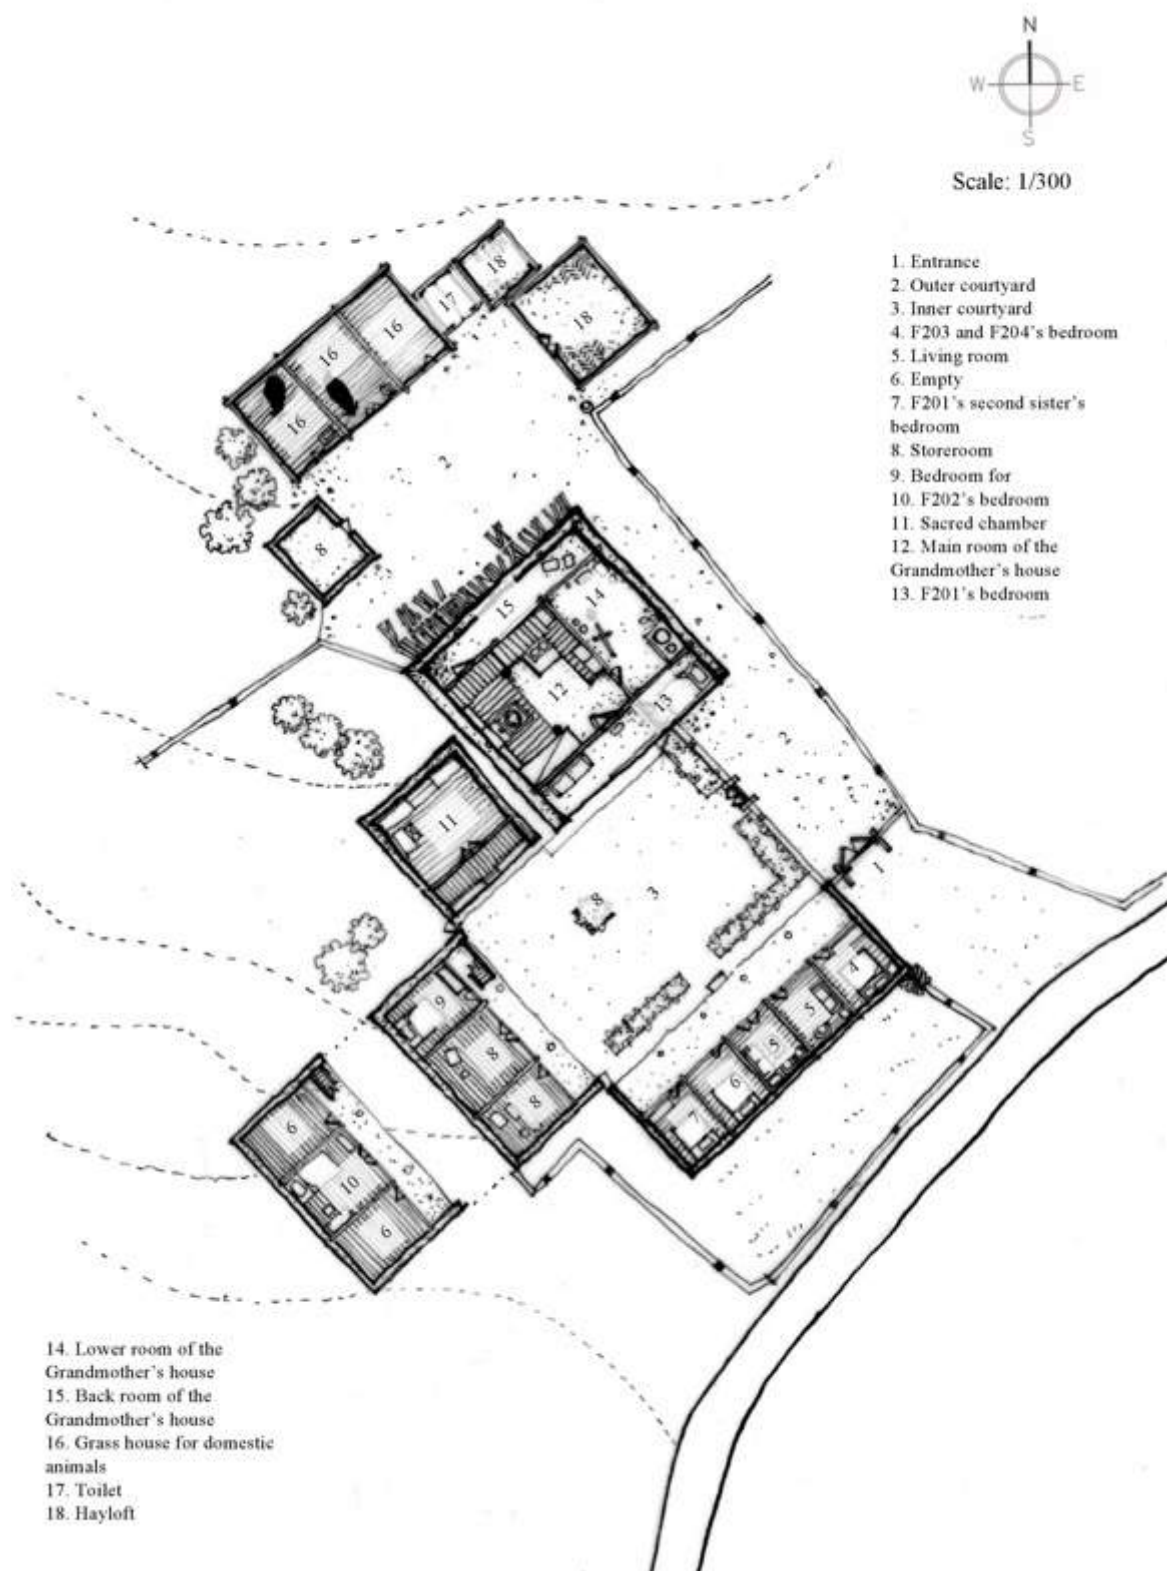 N
W E
S
Scale: 1/300
1. Entrance
2. Outer courtyard
3. Inner courtyard
4. F203 and F204's bedroom
5. Living room
6. Empty
7. F201's second sister's
bedroom
8. Storeroom
9. Bedroom for
10. F202's bedroom
11. Sacred chamber
12. Main room of the
Grandmother's house
13. F201's bedroom
18
17
18
16
16
16
2
8
15
14
12
13
2
11
1
8
3
4
9
5
8
5
6
8
7
6
10
6
14. Lower room of the
Grandmother's house
15. Back room of the
Grandmother's house
16. Grass house for domestic
animals
17. Toilet
18. Hayloft